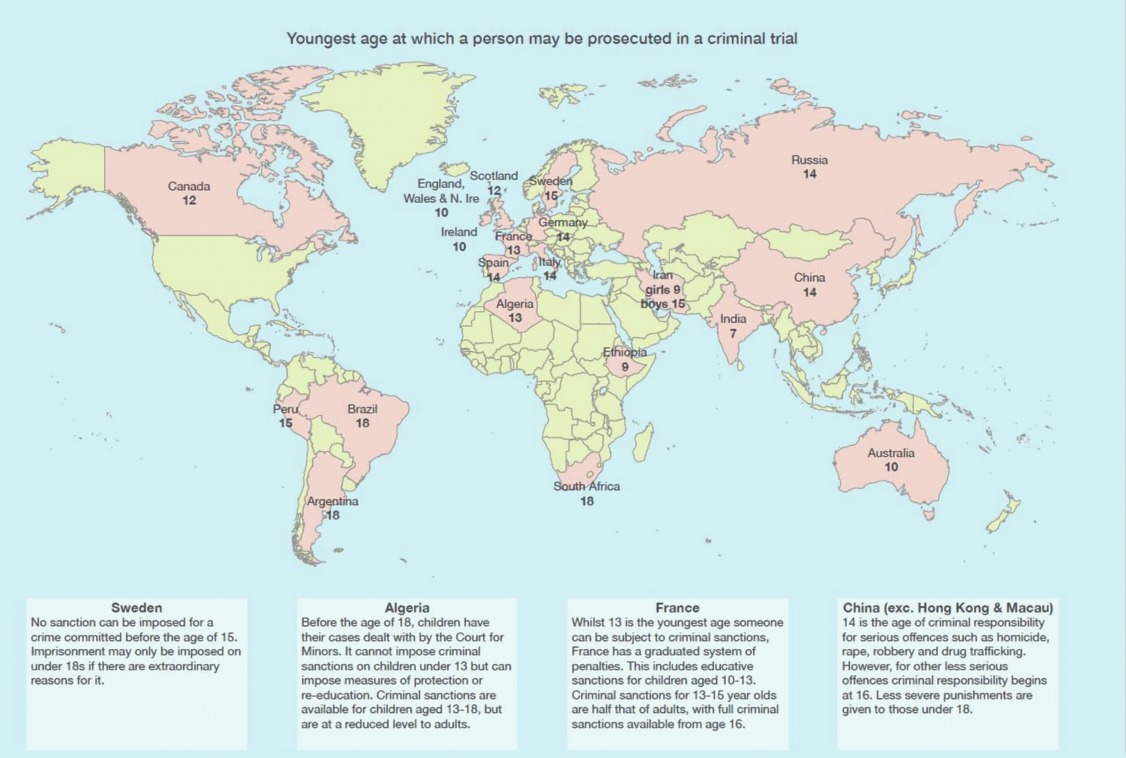 Youngest age at which a person may be prosecuted in a criminal trial
Russia
14
Canada
12
Scotland
12
England,
Wales & N. Ire
10
Sweden
15
Ireland
10
Germany
14
France
13
Spain
14
Italy
14
Iran
girls 9
boys 15
China
14
Algeria
13
India
7
Ethiopia
9
Peru
15
Brazil
18
Australia
10
South Africa
18
Argentina
18
Sweden
No sanction can be imposed for a
crime committed before the age of 15.
Imprisonment may only be imposed on
under 18s if there are extraordinary
reasons for it.
Algeria
Before the age of 18, children have
their cases dealt with by the Court for
Minors. It cannot impose criminal
sanctions on children under 13 but can
impose measures of protection or
re-education. Criminal sanctions are
available for children aged 13-18, but
are at a reduced level to adults.
France
Whilst 13 is the youngest age someone
can be subject to criminal sanctions,
France has a graduated system of
penalties. This includes educative
sanctions for children aged 10-13.
Criminal sanctions for 13-15 year olds
are half that of adults, with full criminal
sanctions available from age 16.
China (exc. Hong Kong & Macau)
14 is the age of criminal responsibility
for serious offences such as homicide,
rape, robbery and drug trafficking.
However, for other less serious
offences criminal responsibility begins
at 16. Less severe punishments are
given to those under 18.